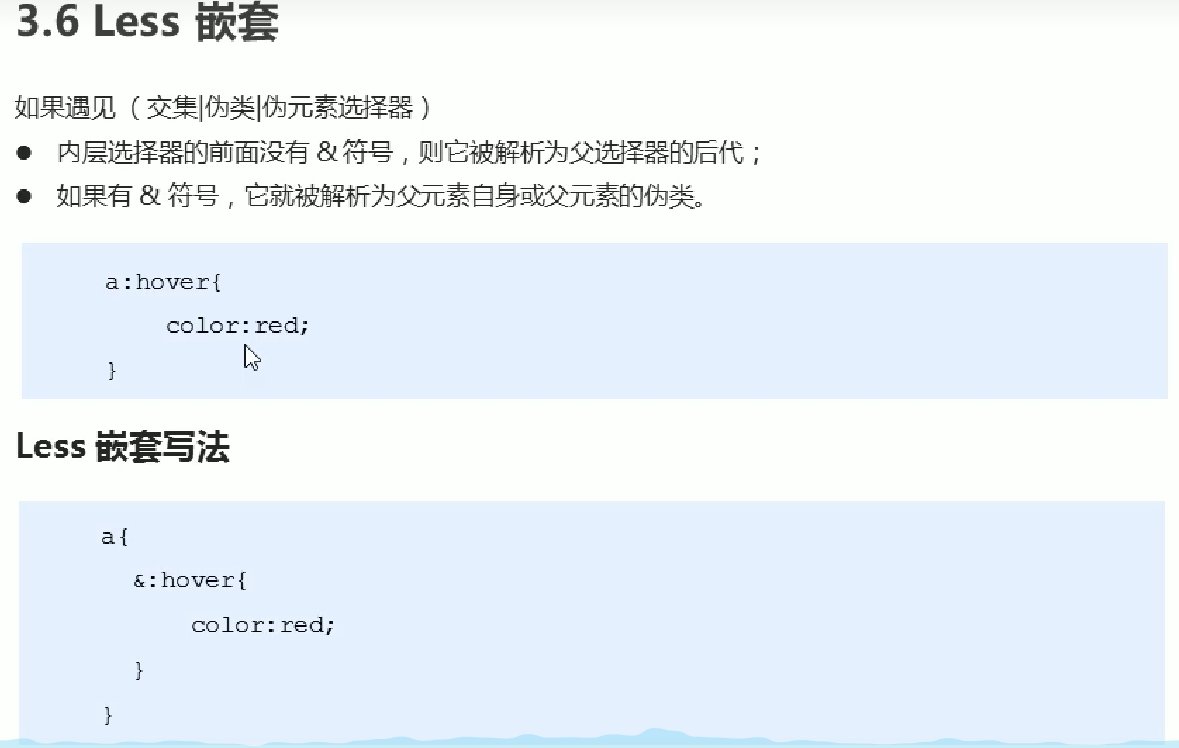 3.6 Less 嵌套
如果遇见（交集|伪类|伪元素选择器）
● 内层选择器的前面没有 & 符号，则它被解析为父选择器的后代；
● 如果有 & 符号，它就被解析为父元素自身或父元素的伪类。
a:hover{
color:red;
}
Less 嵌套写法
a{
&:hover{
color:red;
}
}